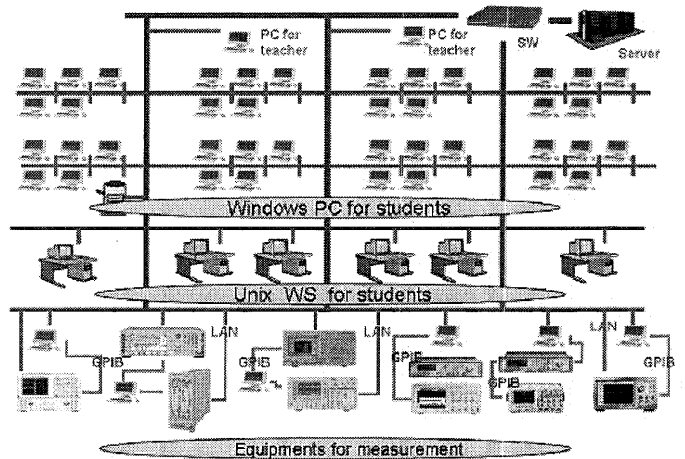 PC for
teacher
PC for
teacher
SW
Server
Windows PC for students
Unix WS for students
LAN
LAN
LAN
GPIB
GPIB
GPIB
GPIB
GPIB
Equipments for measurement